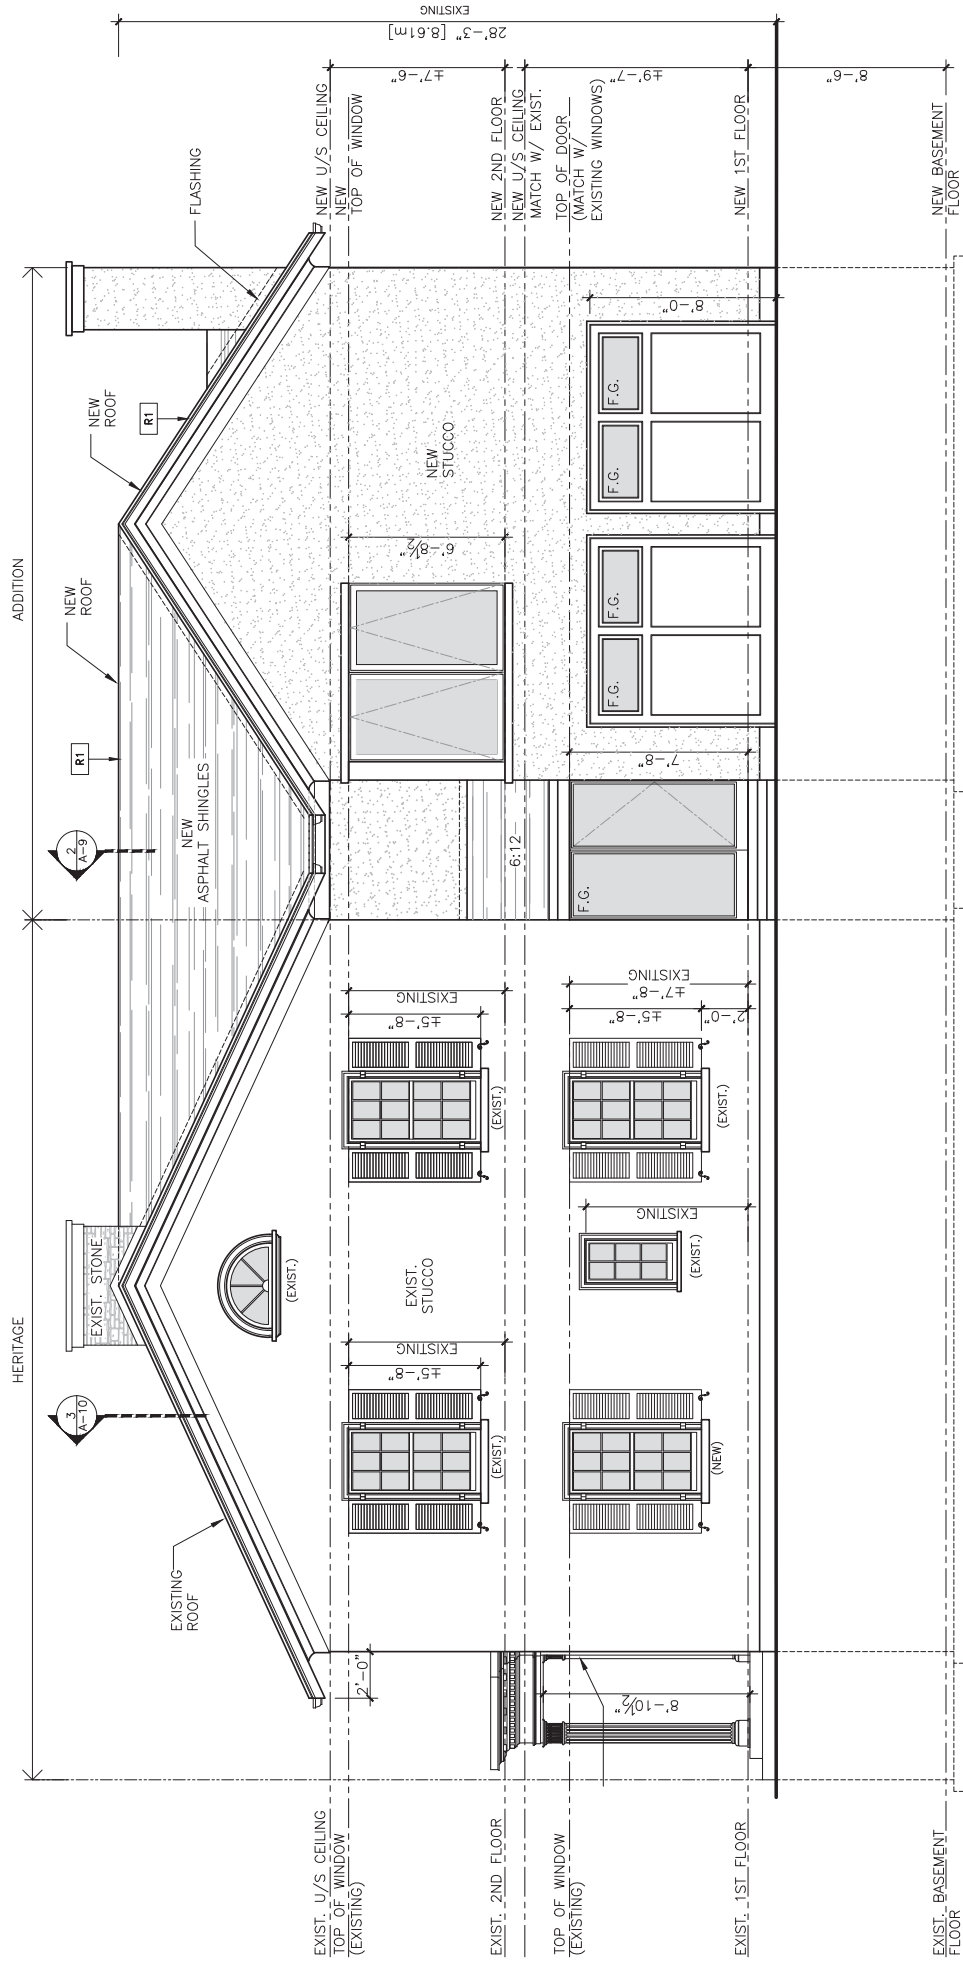 HERITAGE
ADDITION
3
A-10
2
A-9
R1
R1
EXIST. STONE
NEW
ROOF
NEW
ROOF
FLASHING
EXISTING
ROOF
NEW
ASPHALT SHINGLES
28'-3" [8.61m]
EXISTING
EXIST. U/S CEILING
TOP OF WINDOW
(EXISTING)
2'-0"
(EXIST.)
NEW U/S CEILING
NEW
TOP OF WINDOW
±7'-6"
±5'-8"
EXISTING
±5'-8"
EXISTING
6'-8½"
EXIST.
STUCCO
NEW
STUCCO
(EXIST.)
(EXIST.)
EXIST. 2ND FLOOR
NEW 2ND FLOOR
NEW U/S CEILING
MATCH W/ EXIST.
6:12
TOP OF WINDOW
(EXISTING)
TOP OF DOOR
(MATCH W/
EXISTING WINDOWS)
±9'-7"
8'-10½"
EXISTING
±5'-8"
2'-0"
±7'-8"
EXISTING
F.G.
7'-8"
F.G.
F.G.
F.G.
F.G.
8'-0"
(NEW)
(EXIST.)
(EXIST.)
EXIST. 1ST FLOOR
NEW 1ST FLOOR
8'-6"
EXIST. BASEMENT
FLOOR
NEW BASEMENT
FLOOR